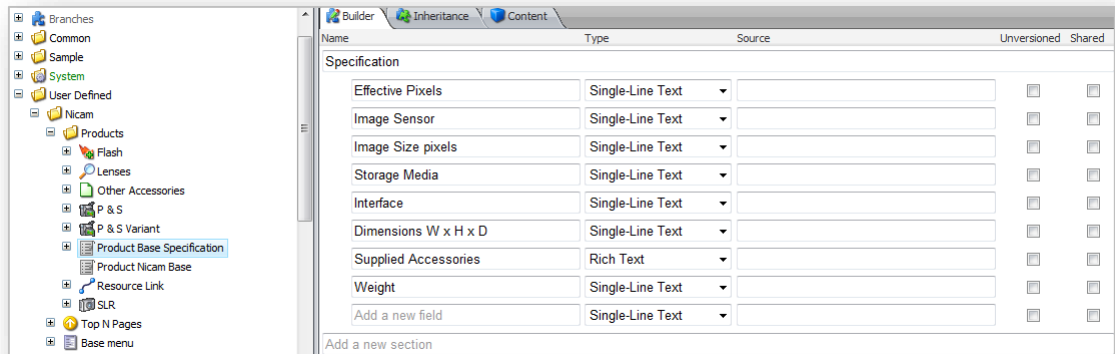 Branches
Common
Sample
System
User Defined
Nicam
Products
Flash
Lenses
Other Accessories
P & S
P & S Variant
Product Base Specification
Product Nicam Base
Resource Link
SLR
Top N Pages
Base menu
Builder Inheritance Content
Name Type Source Unversioned Shared
Specification
Effective Pixels Single-Line Text
Image Sensor Single-Line Text
Image Size pixels Single-Line Text
Storage Media Single-Line Text
Interface Single-Line Text
Dimensions W x H x D Single-Line Text
Supplied Accessories Rich Text
Weight Single-Line Text
Add a new field Single-Line Text
Add a new section